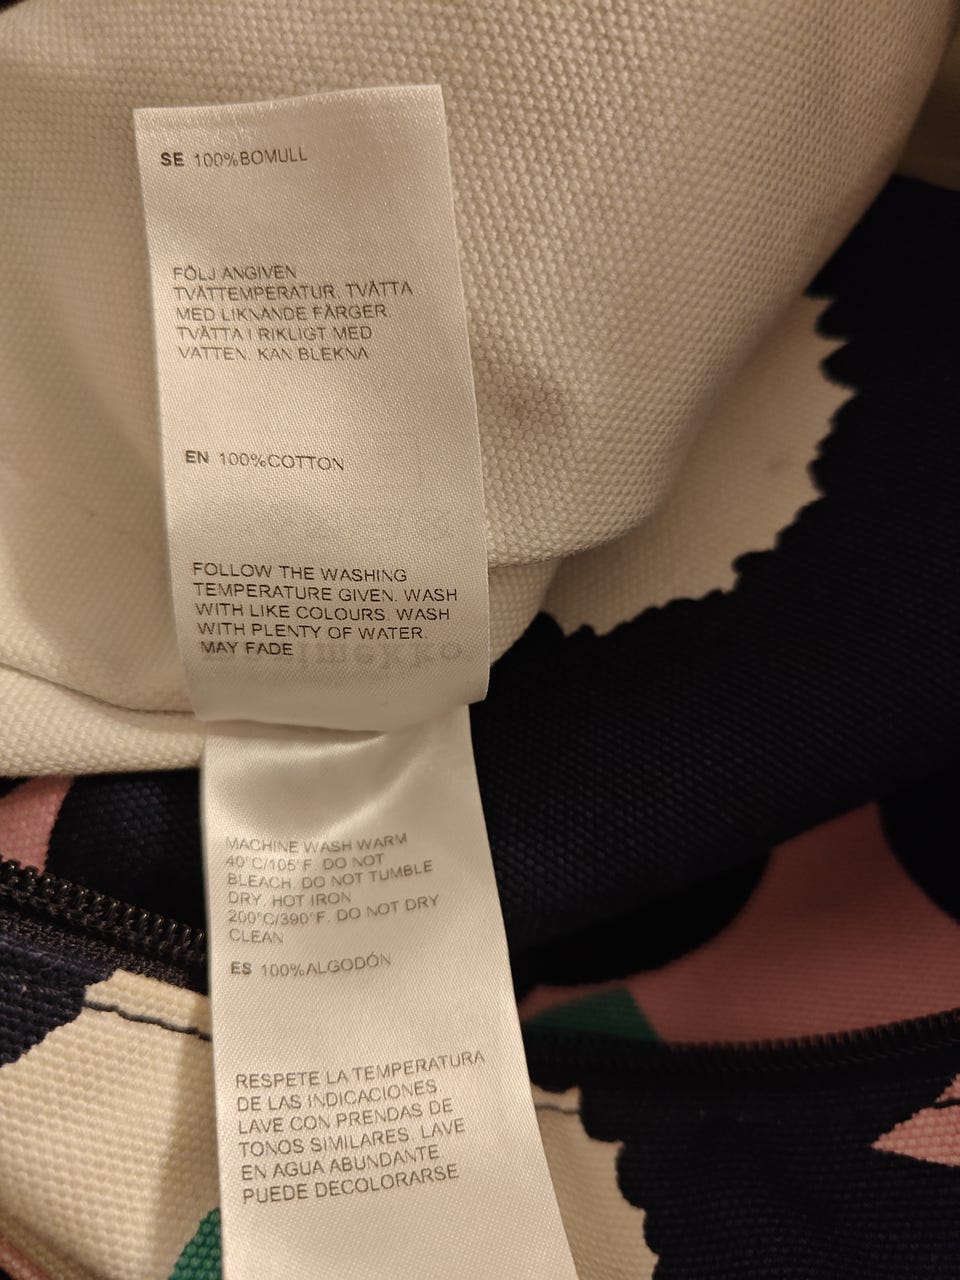 SE 100%BOMULL
FÖLJ ANGIVEN
TVÄTTEMPERATUR. TVÄTTA
MED LIKNANDE FÄRGER.
TVÄTTA I RIKLIGT MED
VATTEN. KAN BLEKNA
EN 100%COTTON
FOLLOW THE WASHING
TEMPERATURE GIVEN. WASH
WITH LIKE COLOURS. WASH
WITH PLENTY OF WATER.
MAY FADE
MACHINE WASH WARM
40°C/105°F. DO NOT
BLEACH. DO NOT TUMBLE
DRY. HOT IRON
200°C/390°F. DO NOT DRY
CLEAN
ES 100%ALGODÓN
RESPETE LA TEMPERATURA
DE LAS INDICACIONES
LAVE CON PRENDAS DE
TONOS SIMILARES. LAVE
EN AGUA ABUNDANTE
PUEDE DECOLORARSE